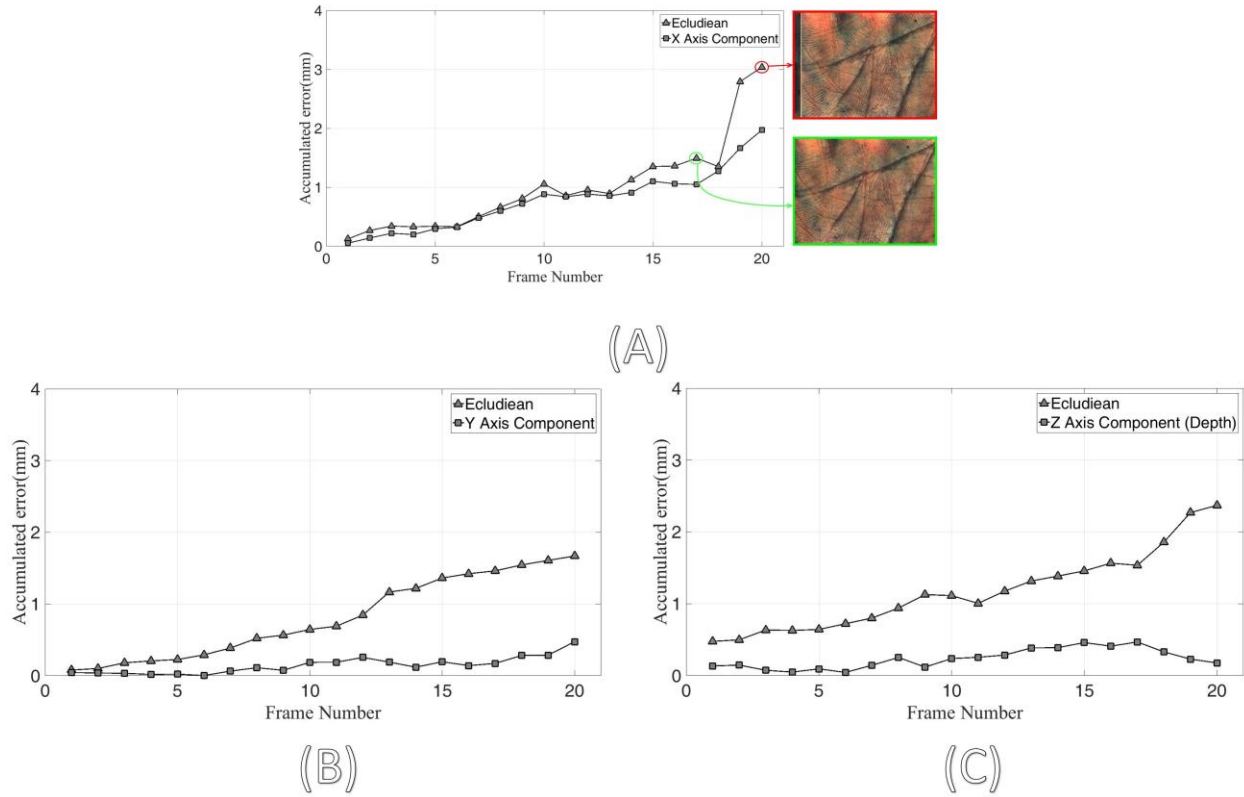 Ecludiean
X Axis Component
Accumulated error(mm)
4
3
2
1
0
0 5 10 15 20
Frame Number
(A)
Ecludiean
Y Axis Component
Accumulated error(mm)
4
3
2
1
0
0 5 10 15 20
Frame Number
(B)
Ecludiean
Z Axis Component (Depth)
Accumulated error(mm)
4
3
2
1
0
0 5 10 15 20
Frame Number
(C)